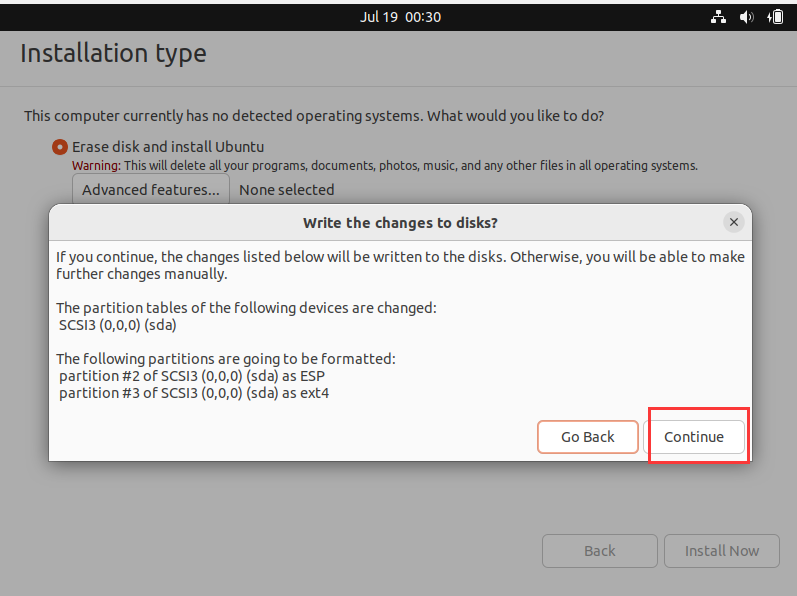 Jul 19 00:30
Installation type
This computer currently has no detected operating systems. What would you like to do?
Erase disk and install Ubuntu
Warning: This will delete all your programs, documents, photos, music, and any other files in all operating systems.
Advanced features... None selected
Write the changes to disks?
If you continue, the changes listed below will be written to the disks. Otherwise, you will be able to make
further changes manually.
The partition tables of the following devices are changed:
SCSI3 (0,0,0) (sda)
The following partitions are going to be formatted:
partition #2 of SCSI3 (0,0,0) (sda) as ESP
partition #3 of SCSI3 (0,0,0) (sda) as ext4
Go Back Continue
Back Install Now